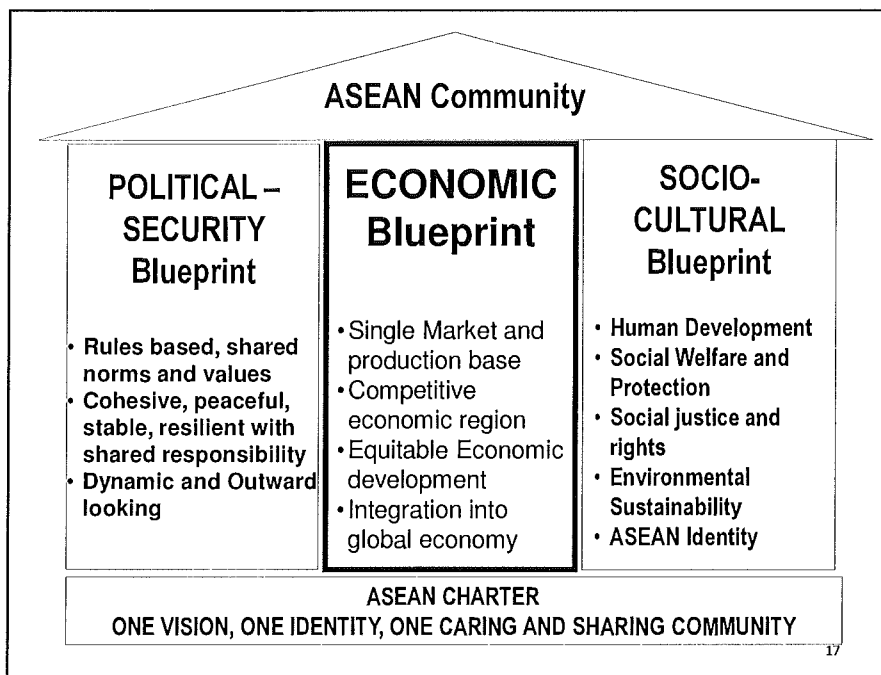 ASEAN Community
POLITICAL –
SECURITY
Blueprint
• Rules based, shared
norms and values
• Cohesive, peaceful,
stable, resilient with
shared responsibility
• Dynamic and Outward
looking
ECONOMIC
Blueprint
• Single Market and
production base
• Competitive
economic region
• Equitable Economic
development
• Integration into
global economy
SOCIO-
CULTURAL
Blueprint
• Human Development
• Social Welfare and
Protection
• Social justice and
rights
• Environmental
Sustainability
• ASEAN Identity
ASEAN CHARTER
ONE VISION, ONE IDENTITY, ONE CARING AND SHARING COMMUNITY
17